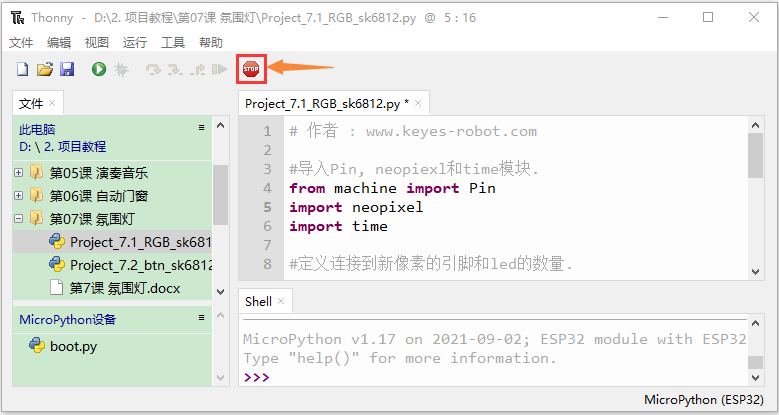 Thonny - D:\2. 项目教程\第07课 氛围灯\Project_7.1_RGB_sk6812.py @ 5 : 16
文件 编辑 视图 运行 工具 帮助
STOP
文件
此电脑
D: \ 2. 项目教程
第05课 演奏音乐
第06课 自动门窗
第07课 氛围灯
Project_7.1_RGB_sk681
Project_7.2_btn_sk6812
第7课 氛围灯.docx
MicroPython设备
boot.py
Project_7.1_RGB_sk6812.py *
1 # 作者 : www.keyes-robot.com
2
3 #导入Pin, neopiexl和time模块.
4 from machine import Pin
5 import neopixel
6 import time
7
8 #定义连接到新像素的引脚和led的数量.
Shell
MicroPython v1.17 on 2021-09-02; ESP32 module with ESP32
Type "help()" for more information.
>>>
MicroPython (ESP32)